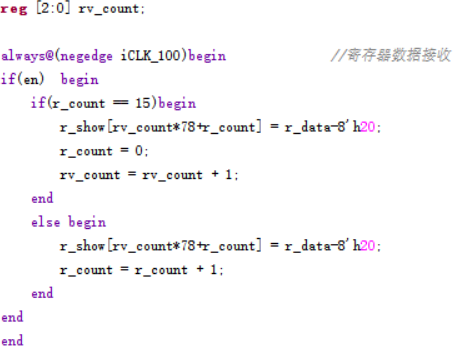 reg [2:0] rv_count;
always@(negedge iCLK_100)begin //寄存器数据接收
if(en) begin
if(r_count == 15)begin
r_show[rv_count*78+r_count] = r_data-8'h20;
r_count = 0;
rv_count = rv_count + 1;
end
else begin
r_show[rv_count*78+r_count] = r_data-8'h20;
r_count = r_count + 1;
end
end
end